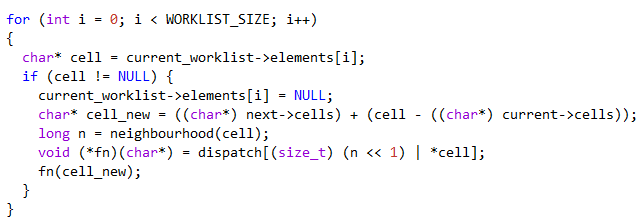 for (int i = 0; i < WORKLIST_SIZE; i++)
{
  char* cell = current_worklist->elements[i];
  if (cell != NULL) {
    current_worklist->elements[i] = NULL;
    char* cell_new = ((char*) next->cells) + (cell - ((char*) current->cells));
    long n = neighbourhood(cell);
    void (*fn)(char*) = dispatch[(size_t) (n << 1) | *cell];
    fn(cell_new);
  }
}